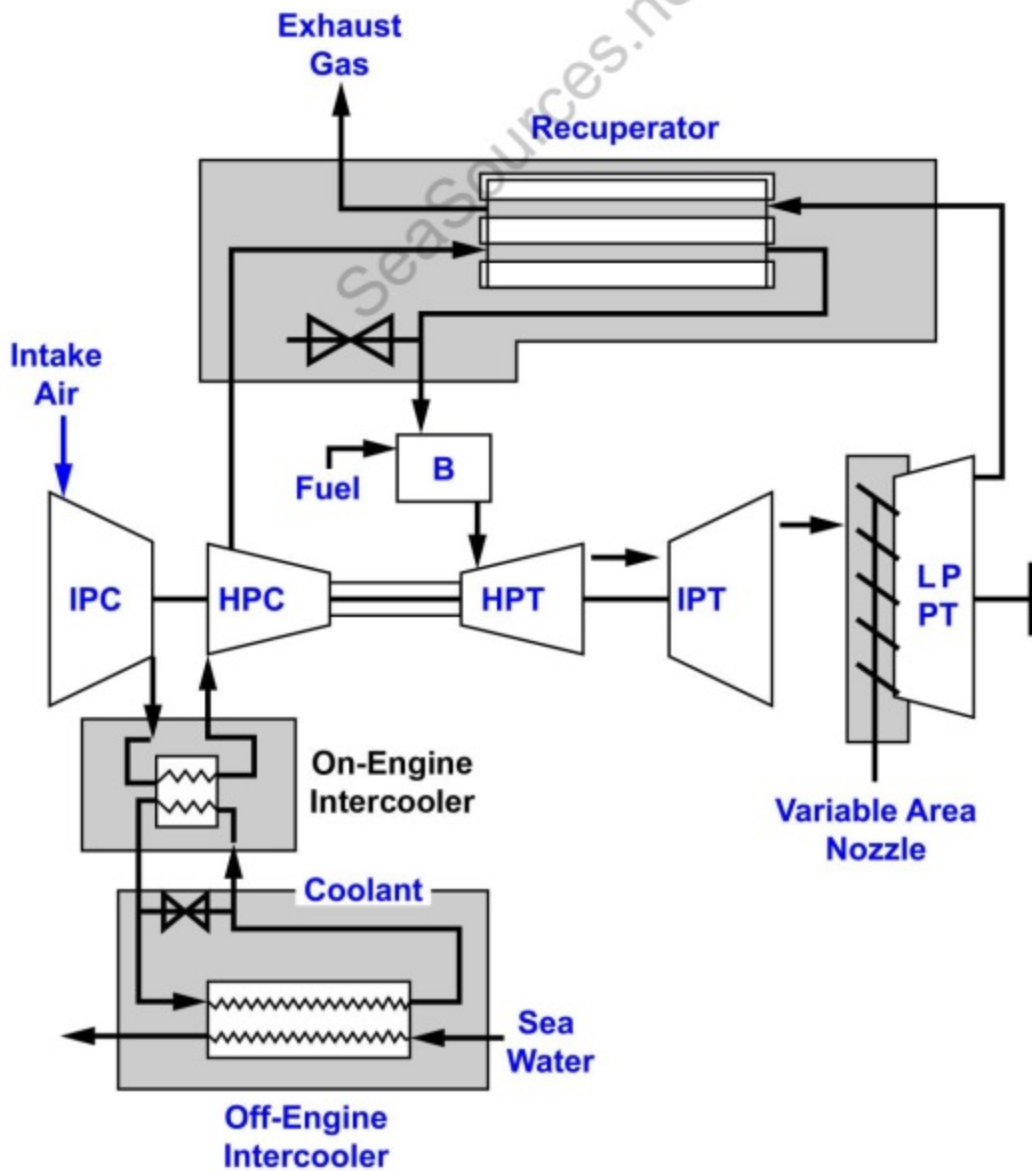 SeaSources.ne
Exhaust
Gas
Recuperator
Intake
Air
Fuel
B
IPC
HPC
HPT
IPT
L P
PT
On-Engine
Intercooler
Variable Area
Nozzle
Coolant
Sea
Water
Off-Engine
Intercooler